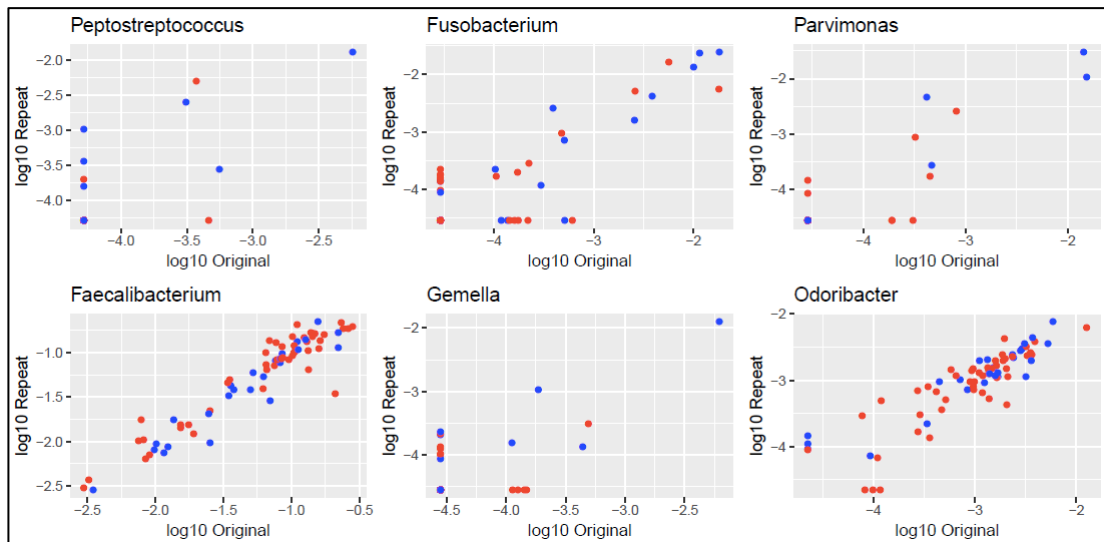 Peptostreptococcus
Fusobacterium
Parvimonas
log10 Repeat
−2.0
−2.5
−3.0
−3.5
−4.0
−4.0
−3.5
−3.0
−2.5
log10 Original
log10 Repeat
−2
−3
−4
−4
−3
−2
log10 Original
log10 Repeat
−2
−3
−4
−4
−3
−2
log10 Original
Faecalibacterium
Gemella
Odoribacter
log10 Repeat
−1.0
−1.5
−2.0
−2.5
−2.5
−2.0
−1.5
−1.0
−0.5
log10 Original
log10 Repeat
−2
−3
−4
−4.5
−4.0
−3.5
−3.0
−2.5
log10 Original
log10 Repeat
−2
−3
−4
−4
−3
−2
log10 Original